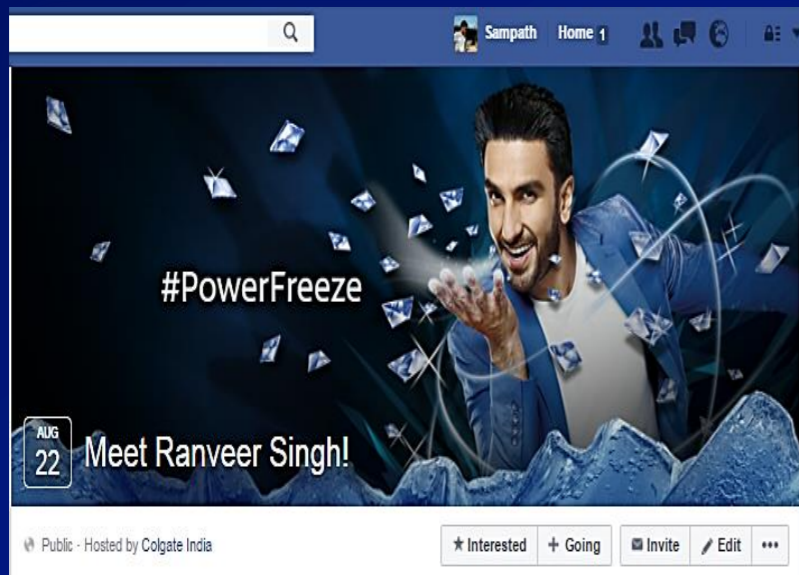 Sampath Home 1
#PowerFreeze
AUG
22
Meet Ranveer Singh!
Public - Hosted by Colgate India
Interested + Going Invite Edit •••